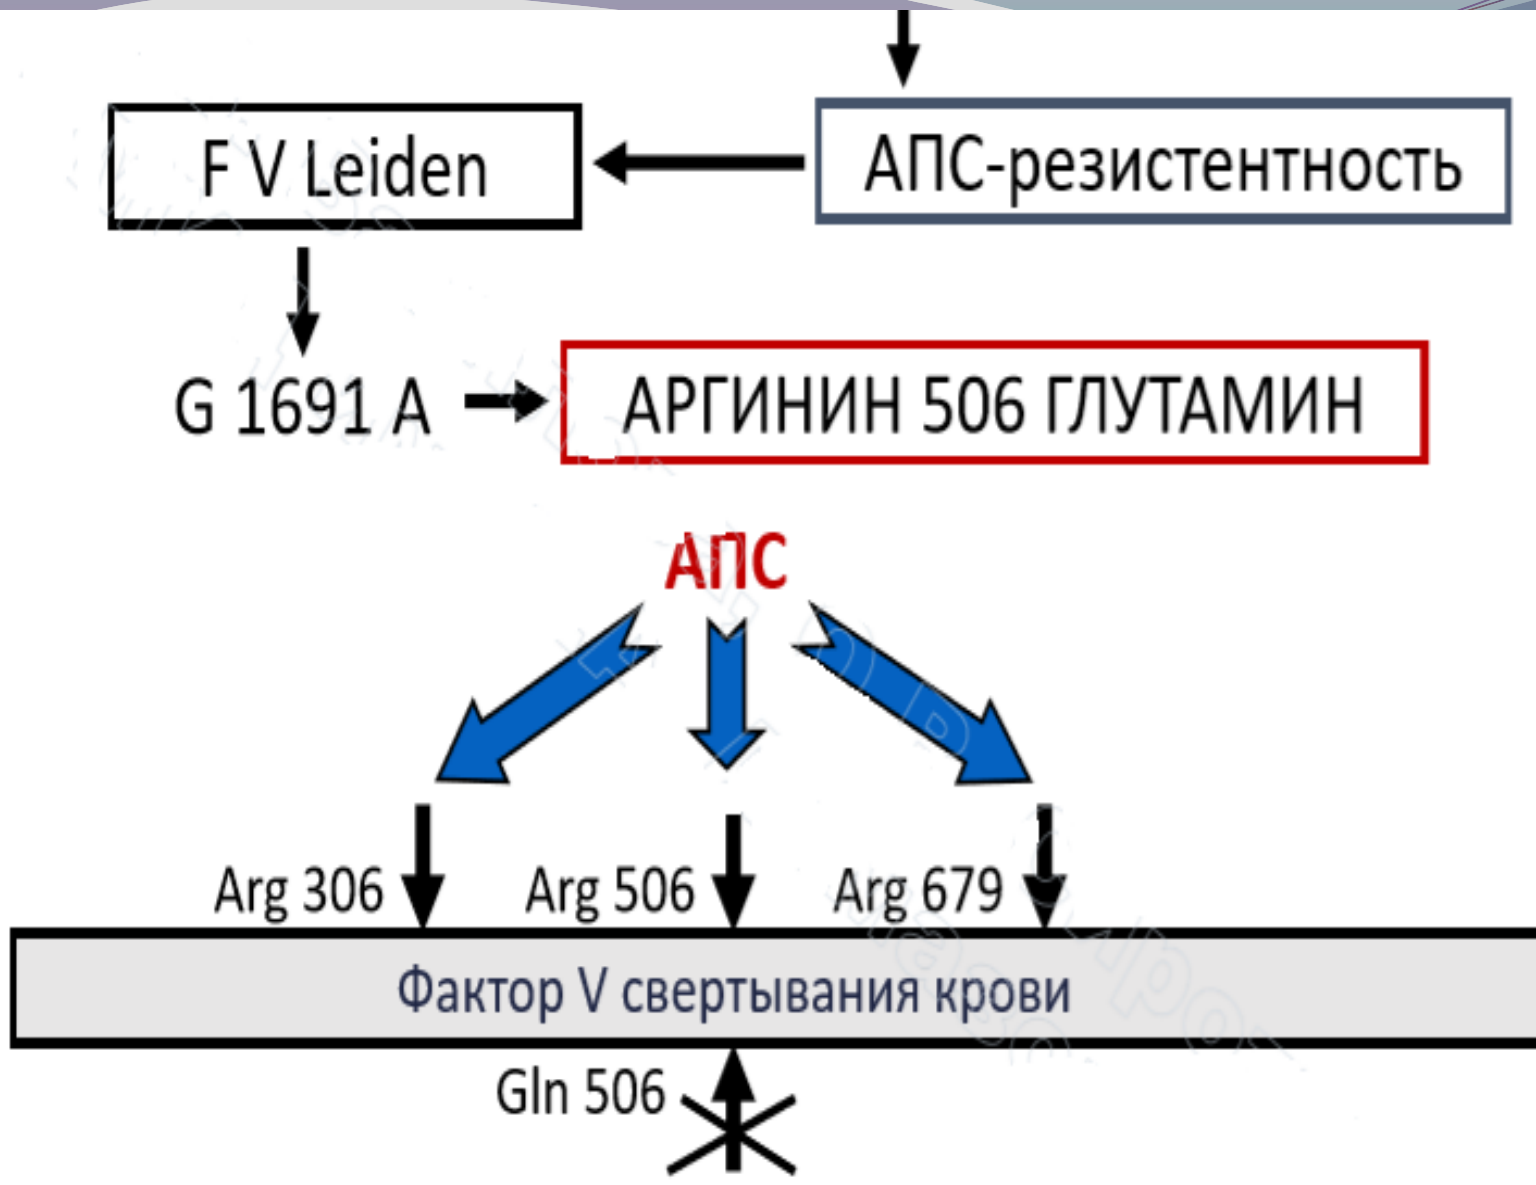 F V Leiden
АПС-резистентность
G 1691 A
АРГИНИН 506 ГЛУТАМИН
АПС
Arg 306
Arg 506
Arg 679
Фактор V свертывания крови
Gln 506